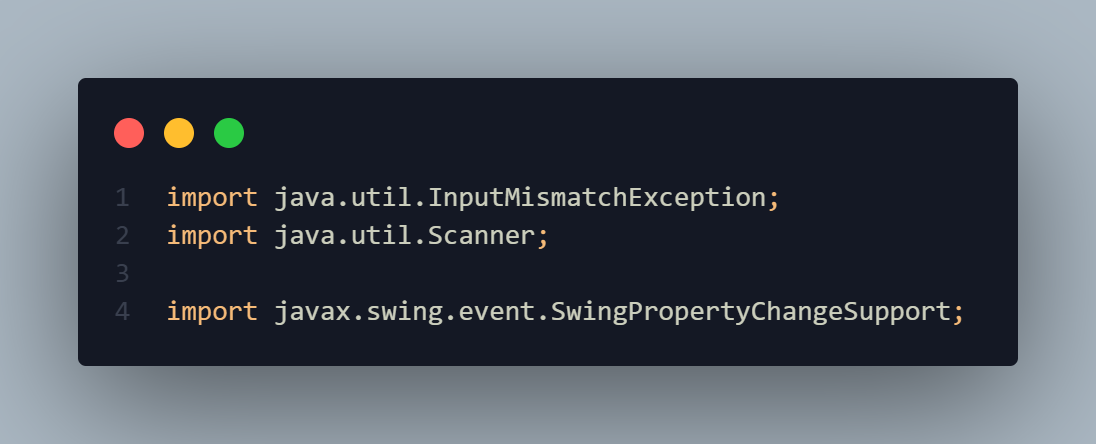 1 import java.util.InputMismatchException;
2 import java.util.Scanner;
3
4 import javax.swing.event.SwingPropertyChangeSupport;